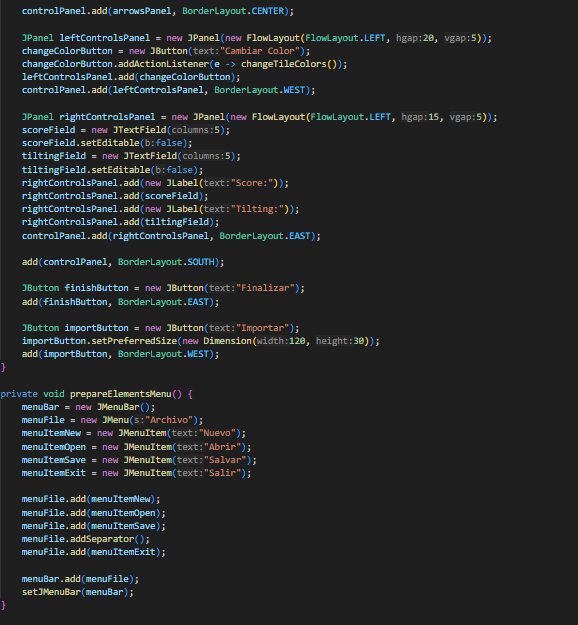 controlPanel.add(arrowsPanel, BorderLayout.CENTER);
JPanel leftControlsPanel = new JPanel(new FlowLayout(FlowLayout.LEFT, hgap:20, vgap:5));
changeColorButton = new JButton(text:"Cambiar Color");
changeColorButton.addActionListener(e -> changeTileColors());
leftControlsPanel.add(changeColorButton);
controlPanel.add(leftControlsPanel, BorderLayout.WEST);
JPanel rightControlsPanel = new JPanel(new FlowLayout(FlowLayout.LEFT, hgap:15, vgap:5));
scoreField = new JTextField(columns:5);
scoreField.setEditable(b:false);
tiltingField = new JTextField(columns:5);
tiltingField.setEditable(b:false);
rightControlsPanel.add(new JLabel(text:"Score:"));
rightControlsPanel.add(scoreField);
rightControlsPanel.add(new JLabel(text:"Tilting:"));
rightControlsPanel.add(tiltingField);
controlPanel.add(rightControlsPanel, BorderLayout.EAST);
add(controlPanel, BorderLayout.SOUTH);
JButton finishButton = new JButton(text:"Finalizar");
add(finishButton, BorderLayout.EAST);
JButton importButton = new JButton(text:"Importar");
importButton.setPreferredSize(new Dimension(width:120, height:30));
add(importButton, BorderLayout.WEST);
}
private void prepareElementsMenu() {
menuBar = new JMenuBar();
menuFile = new JMenu(s:"Archivo");
menuItemNew = new JMenuItem(text:"Nuevo");
menuItemOpen = new JMenuItem(text:"Abrir");
menuItemSave = new JMenuItem(text:"Salvar");
menuItemExit = new JMenuItem(text:"Salir");
menuFile.add(menuItemNew);
menuFile.add(menuItemOpen);
menuFile.add(menuItemSave);
menuFile.addSeparator();
menuFile.add(menuItemExit);
menuBar.add(menuFile);
setJMenuBar(menuBar);
}